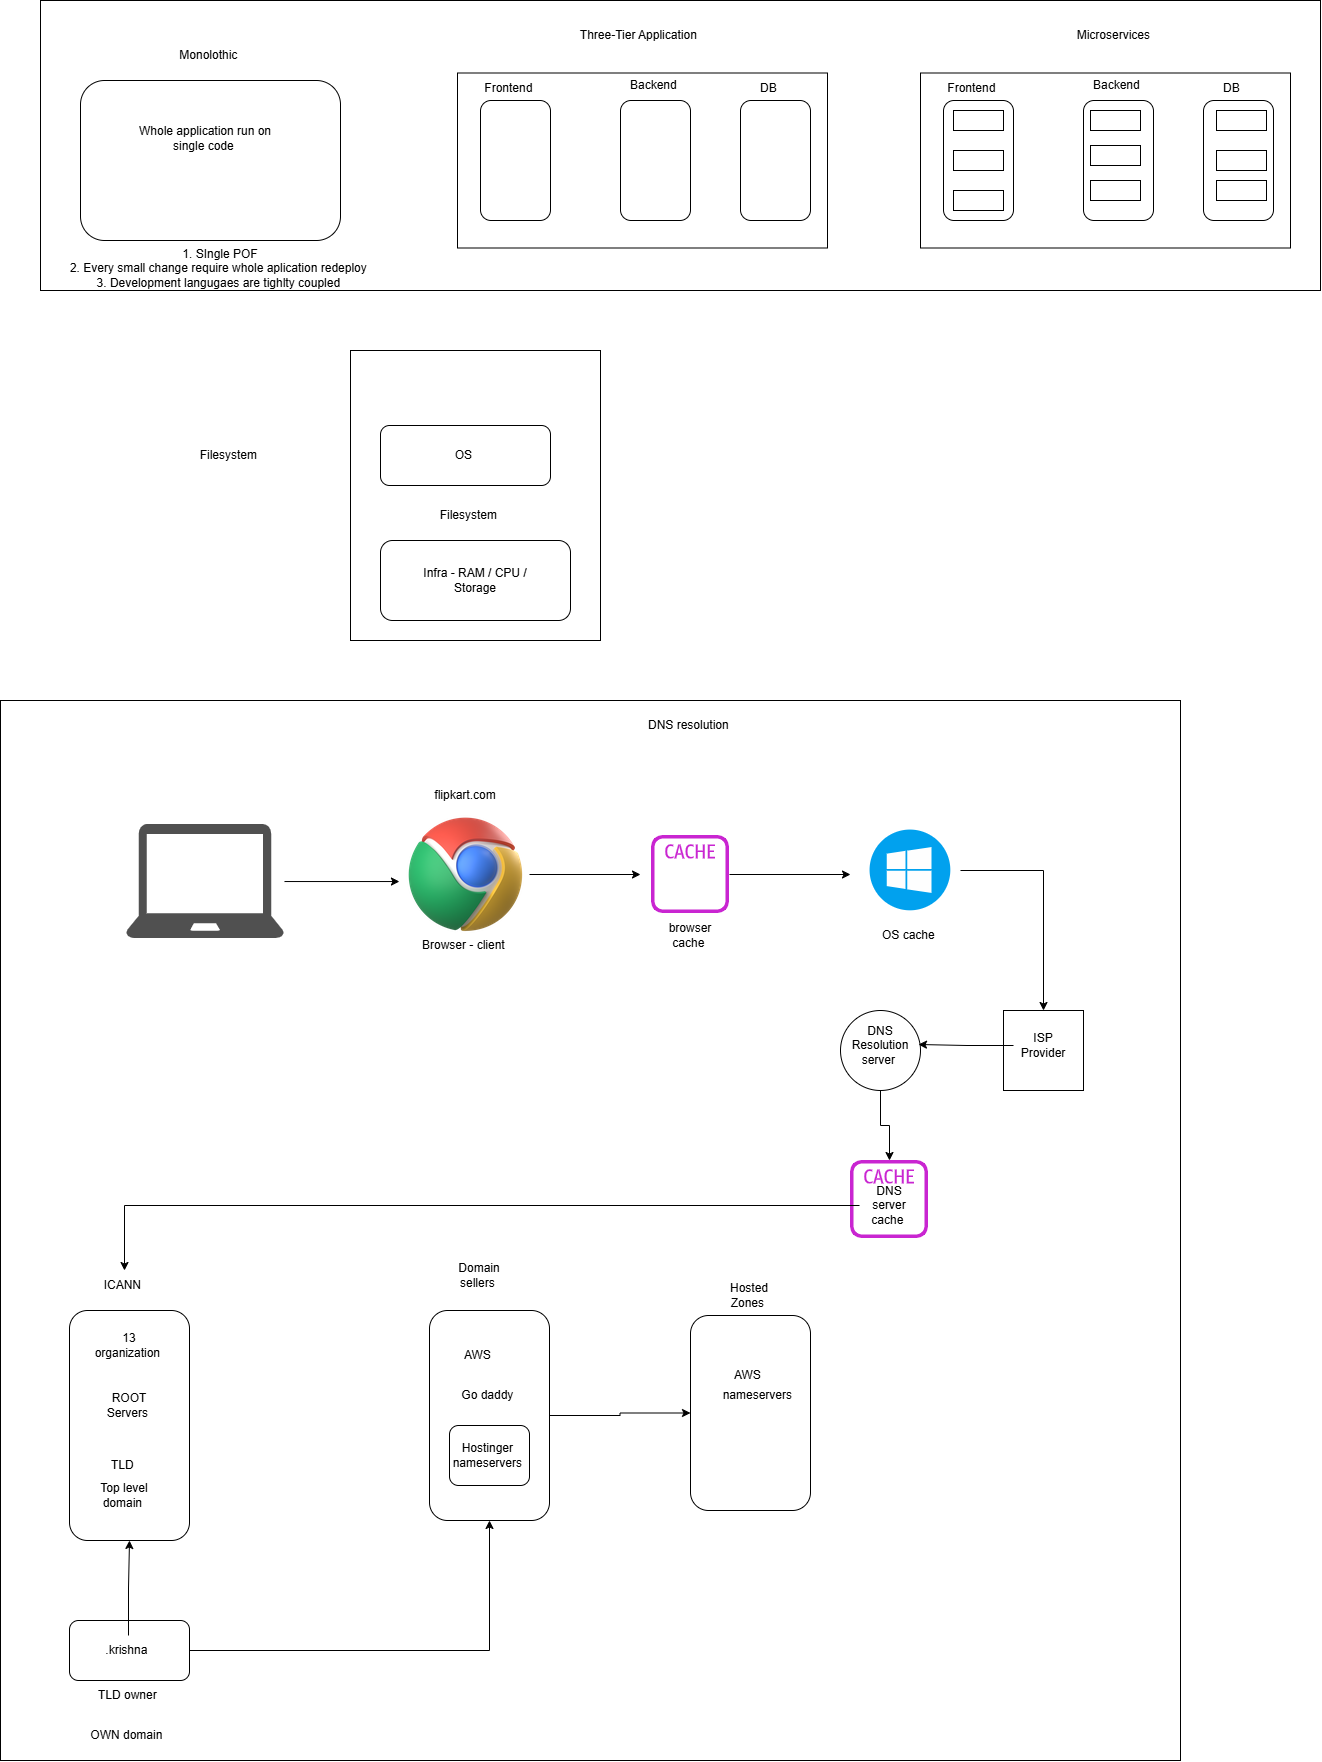 Monolothic
Whole application run on
single code
1. SIngle POF
2. Every small change require whole aplication redeploy
3. Development langugaes are tighlty coupled
Three-Tier Application
Frontend
Backend
DB
Microservices
Frontend
Backend
DB
Filesystem
OS
Filesystem
Infra - RAM / CPU /
Storage
DNS resolution
flipkart.com
Browser - client
CACHE
browser
cache
OS cache
ISP
Provider
DNS
Resolution
server
CACHE
DNS
server
cache
ICANN
13
organization
ROOT
Servers
TLD
Top level
domain
Domain
sellers
AWS
Go daddy
Hostinger
nameservers
Hosted
Zones
AWS
nameservers
.krishna
TLD owner
OWN domain